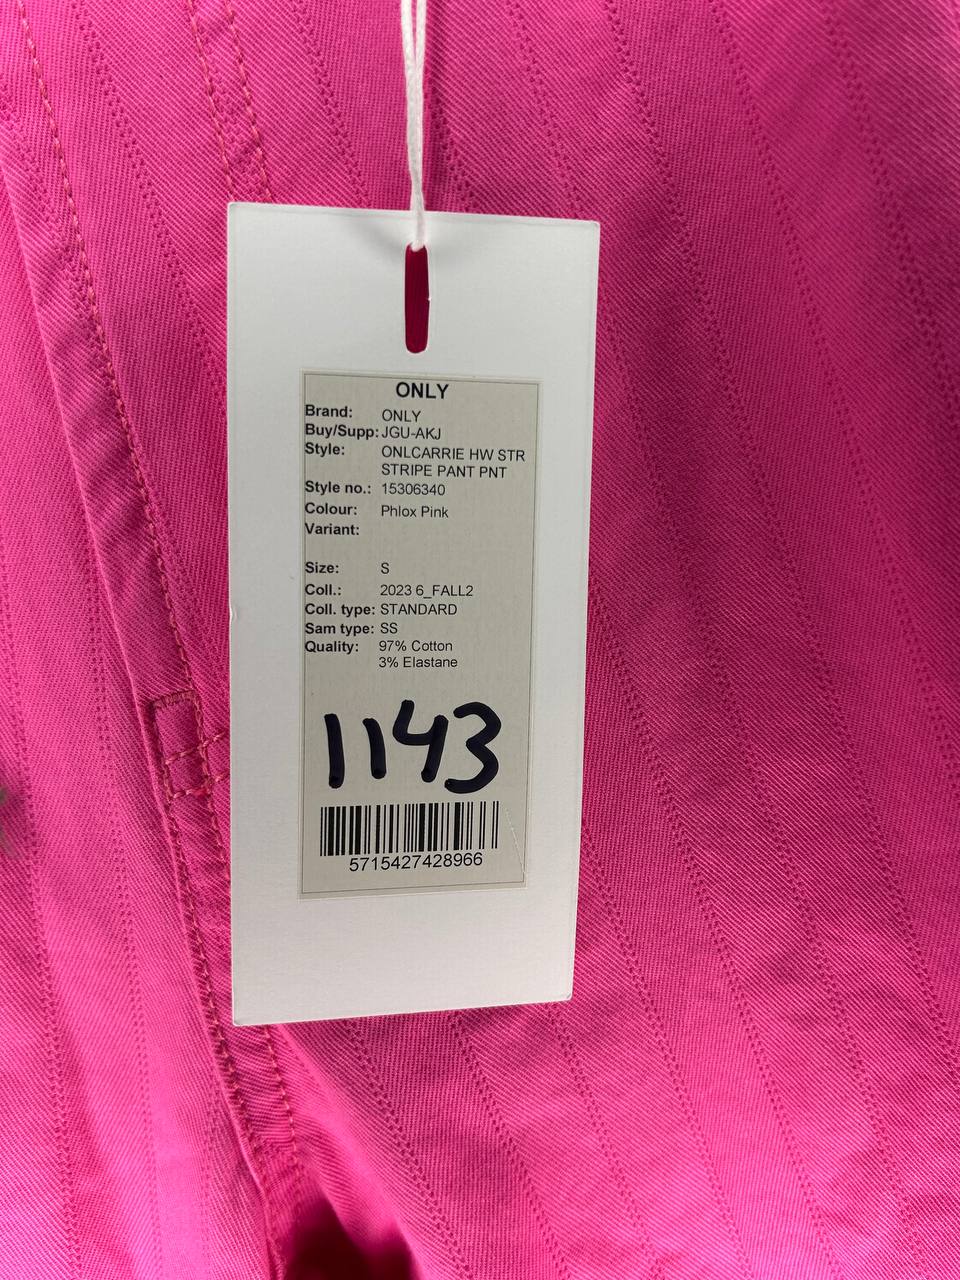 ONLY
Brand: ONLY
Buy/Supp: JGU-AKJ
Style: ONLCARRIE HW STR
STRIPE PANT PNT
Style no.: 15306340
Colour: Phlox Pink
Variant:
Size: S
Coll.: 2023 6_FALL2
Coll. type: STANDARD
Sam type: SS
Quality: 97% Cotton
3% Elastane
1143
5715427428966